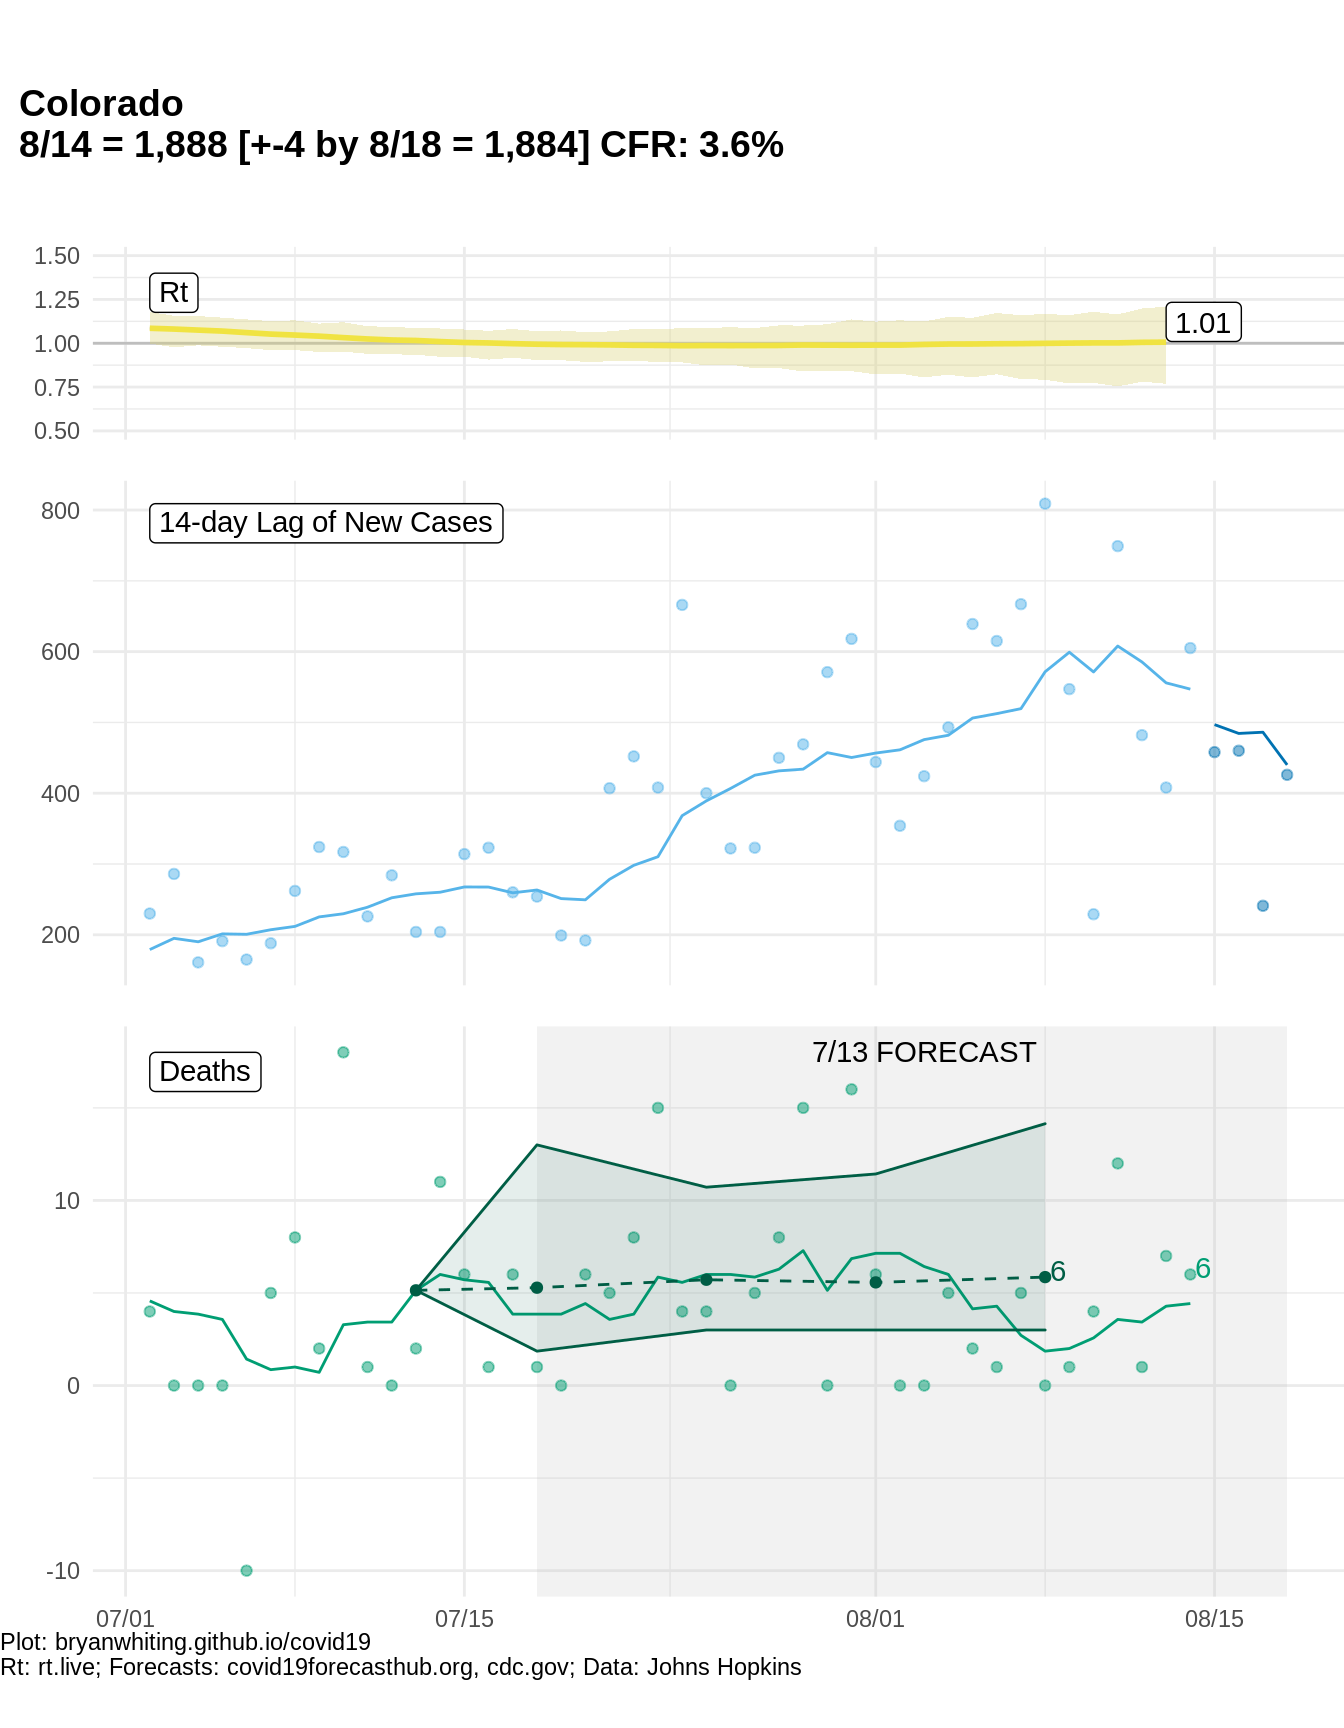 Colorado
8/14 = 1,888 [+-4 by 8/18 = 1,884] CFR: 3.6%
1.50
1.25
1.00
0.75
0.50
Rt
1.01
800
600
400
200
14-day Lag of New Cases
10
0
-10
Deaths
7/13 FORECAST
6
6
07/01
07/15
08/01
08/15
Plot: bryanwhiting.github.io/covid19
Rt: rt.live; Forecasts: covid19forecasthub.org, cdc.gov; Data: Johns Hopkins